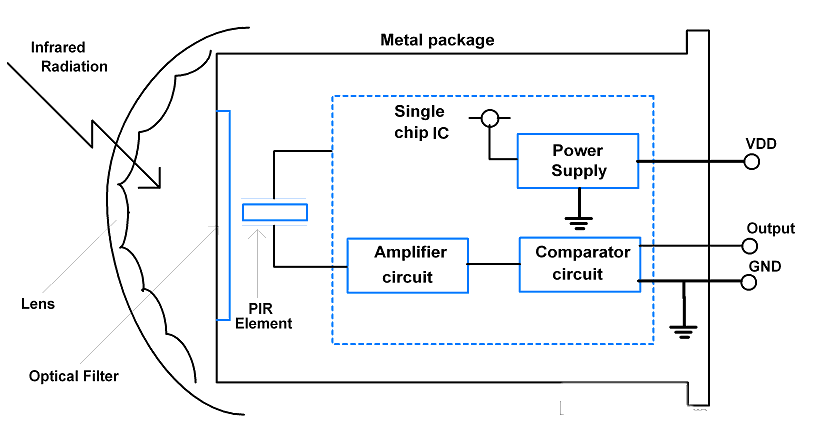 Metal package
Infrared
Radiation
Single
chip IC
Power
Supply
VDD
Amplifier
circuit
Comparator
circuit
Output
GND
PIR
Element
Lens
Optical Filter